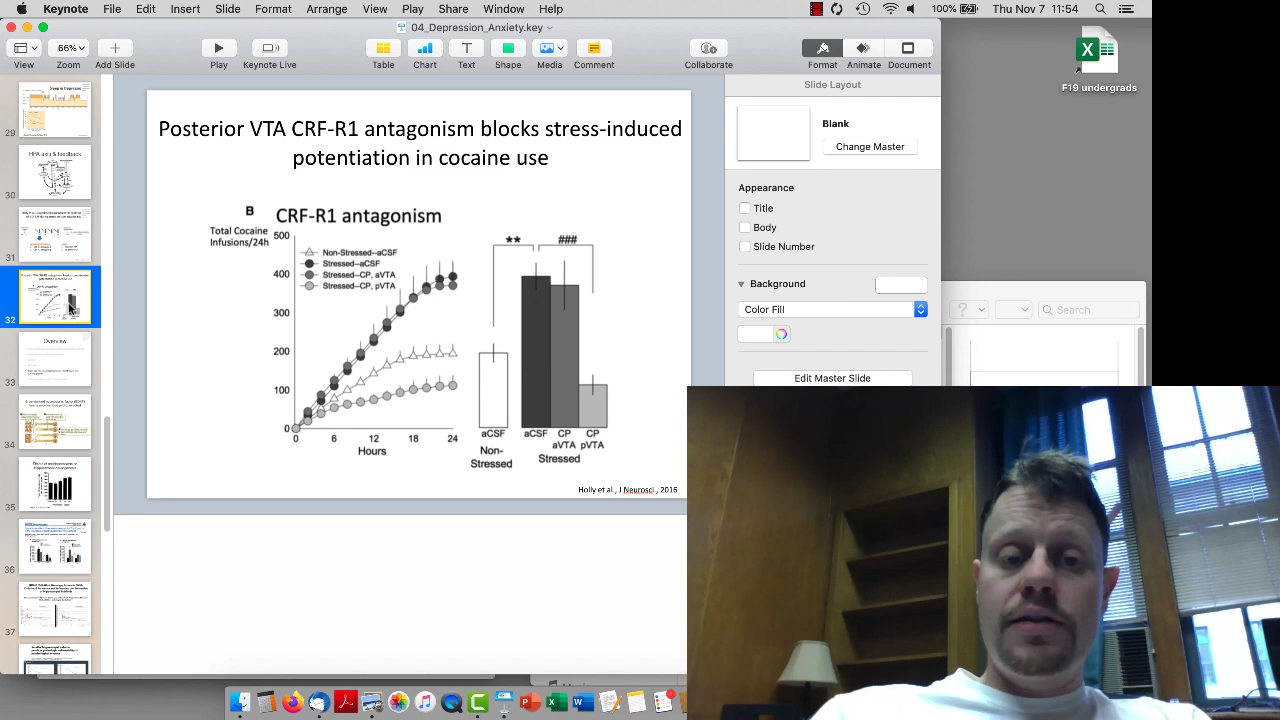 Keynote File Edit Insert Slide Format Arrange View Play Share Window Help
100% Thu Nov 7 11:54
04_Depression_Anxiety.key
66%
View Zoom Add Slide Play Keynote Live Table Chart Text Shape Media Comment Collaborate Format Animate Document
Slide Layout
Blank
Change Master
Appearance
Title
Body
Slide Number
Background
Color Fill
Edit Master Slide
F19 undergrads
Search
29
HPA axis & feedback
30
31
32
Overview
33
34
35
36
37
Posterior VTA CRF-R1 antagonism blocks stress-induced
potentiation in cocaine use
B CRF-R1 antagonism
Total Cocaine
Infusions/24h
500
400
300
200
100
0
Non-Stressed--aCSF
Stressed--aCSF
Stressed--CP, aVTA
Stressed--CP, pVTA
0 6 12 18 24
Hours
** ###
aCSF aCSF CP CP
aVTA pVTA
Non-
Stressed
Stressed
Holly et al., J Neurosci., 2016